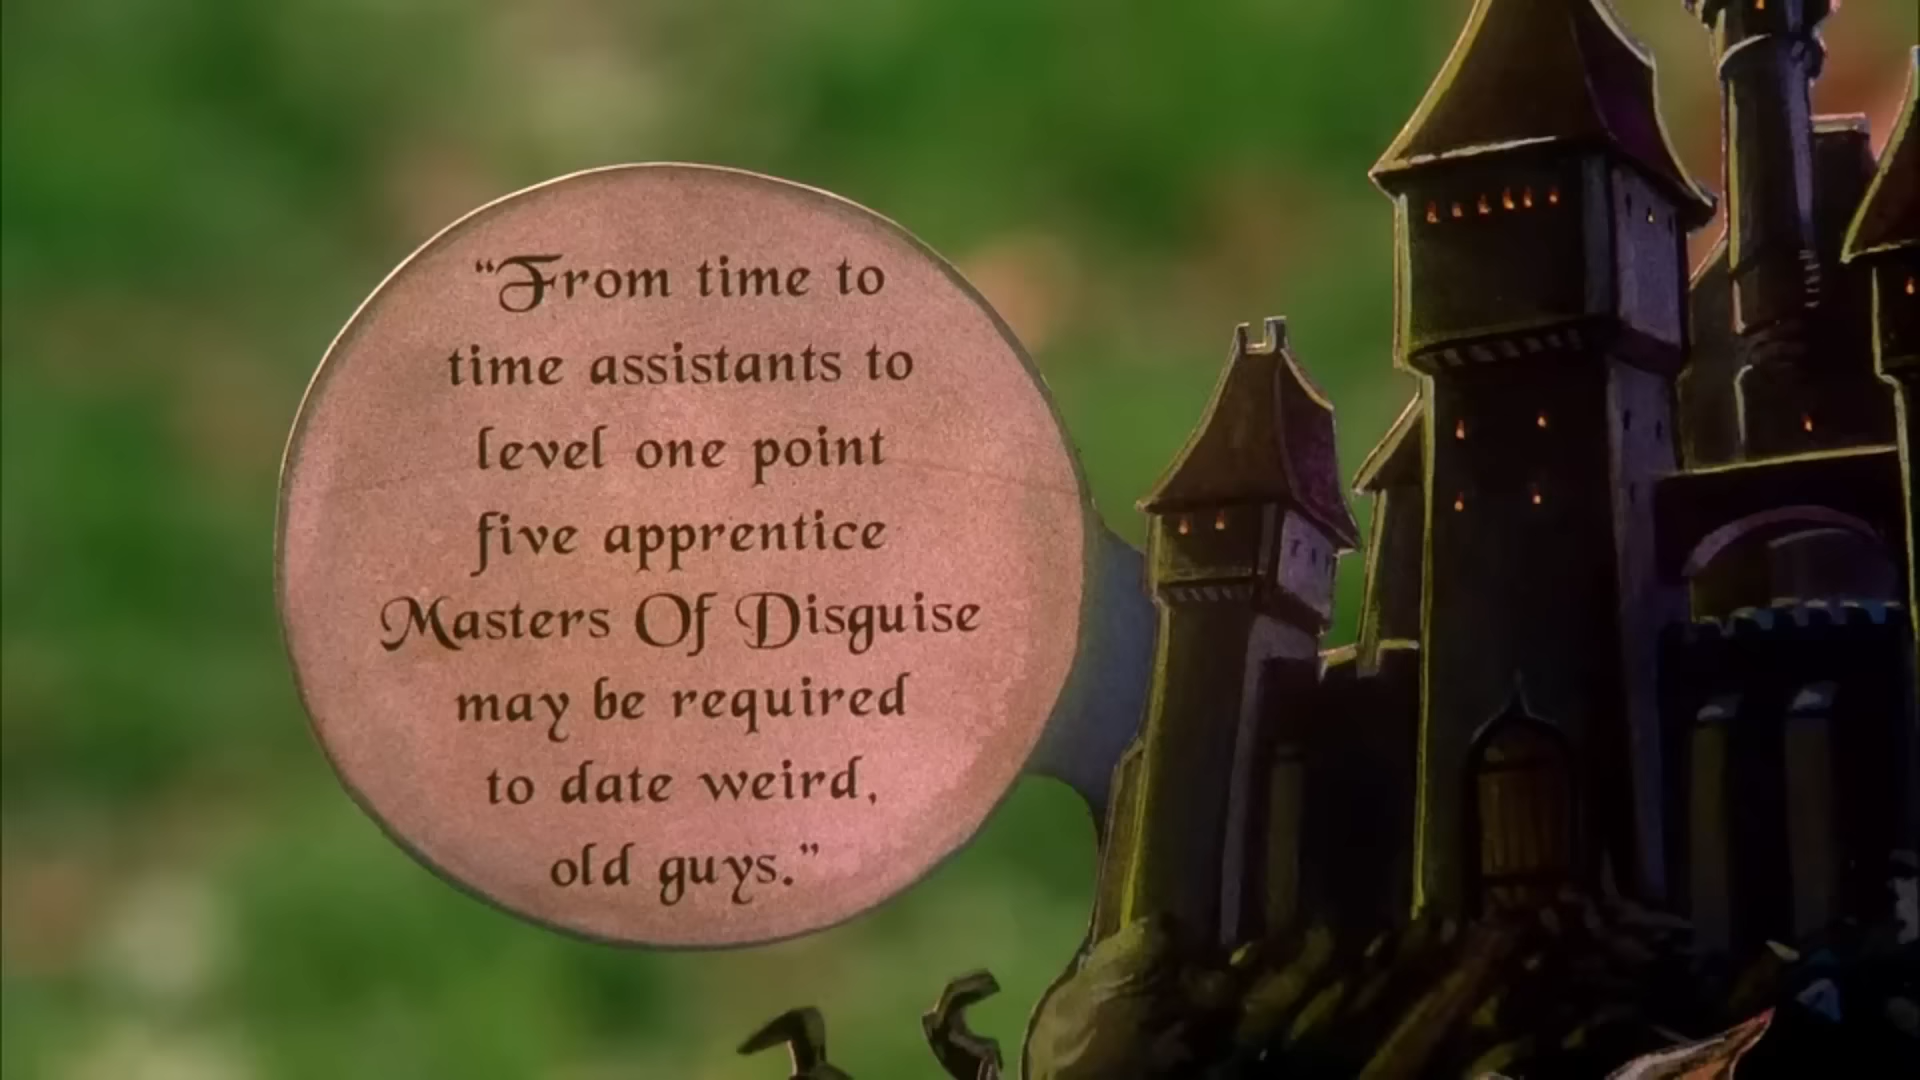 “From time to
time assistants to
level one point
five apprentice
Masters Of Disguise
may be required
to date weird,
old guys.”